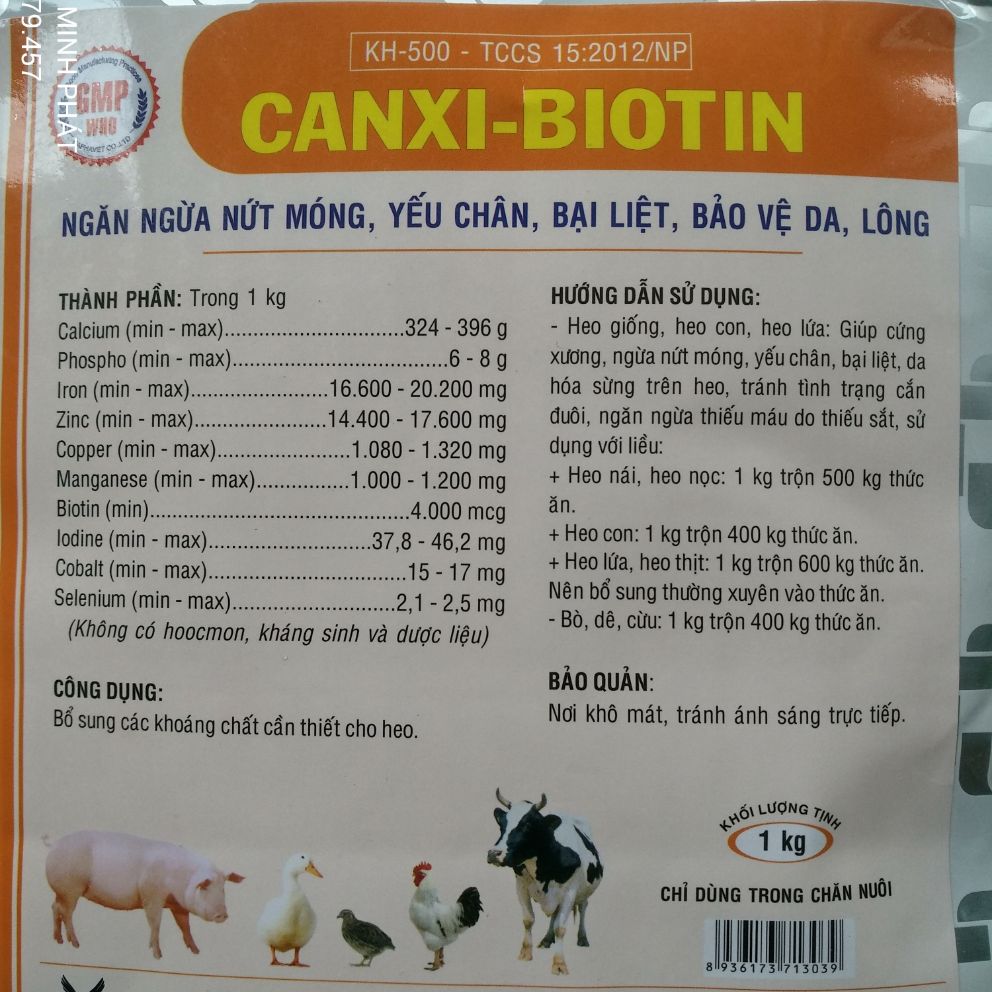 MINH PHÁT
79.457
KH-500 - TCCS 15:2012/NP
GMP
WHO
CANXI-BIOTIN
NGĂN NGỪA NỨT MÓNG, YẾU CHÂN, BẠI LIỆT, BẢO VỆ DA, LÔNG
THÀNH PHẦN: Trong 1 kg
Calcium (min - max)..............................324 - 396 g
Phospho (min - max)....................................6 - 8 g
Iron (min - max).......................16.600 - 20.200 mg
Zinc (min - max)......................14.400 - 17.600 mg
Copper (min - max)......................1.080 - 1.320 mg
Manganese (min - max)...............1.000 - 1.200 mg
Biotin (min)...........................................4.000 mcg
Iodine (min - max)...........................37,8 - 46,2 mg
Cobalt (min - max).................................15 - 17 mg
Selenium (min - max)...........................2,1 - 2,5 mg
(Không có hoocmon, kháng sinh và dược liệu)
CÔNG DỤNG:
Bổ sung các khoáng chất cần thiết cho heo.
HƯỚNG DẪN SỬ DỤNG:
- Heo giống, heo con, heo lứa: Giúp cứng
xương, ngừa nứt móng, yếu chân, bại liệt, da
hóa sừng trên heo, tránh tình trạng cắn
đuôi, ngăn ngừa thiếu máu do thiếu sắt, sử
dụng với liều:
+ Heo nái, heo nọc: 1 kg trộn 500 kg thức
ăn.
+ Heo con: 1 kg trộn 400 kg thức ăn.
+ Heo lứa, heo thịt: 1 kg trộn 600 kg thức ăn.
Nên bổ sung thường xuyên vào thức ăn.
- Bò, dê, cừu: 1 kg trộn 400 kg thức ăn.
BẢO QUẢN:
Nơi khô mát, tránh ánh sáng trực tiếp.
KHỐI LƯỢNG TỊNH
1 kg
CHỈ DÙNG TRONG CHĂN NUÔI
8 936173 713039